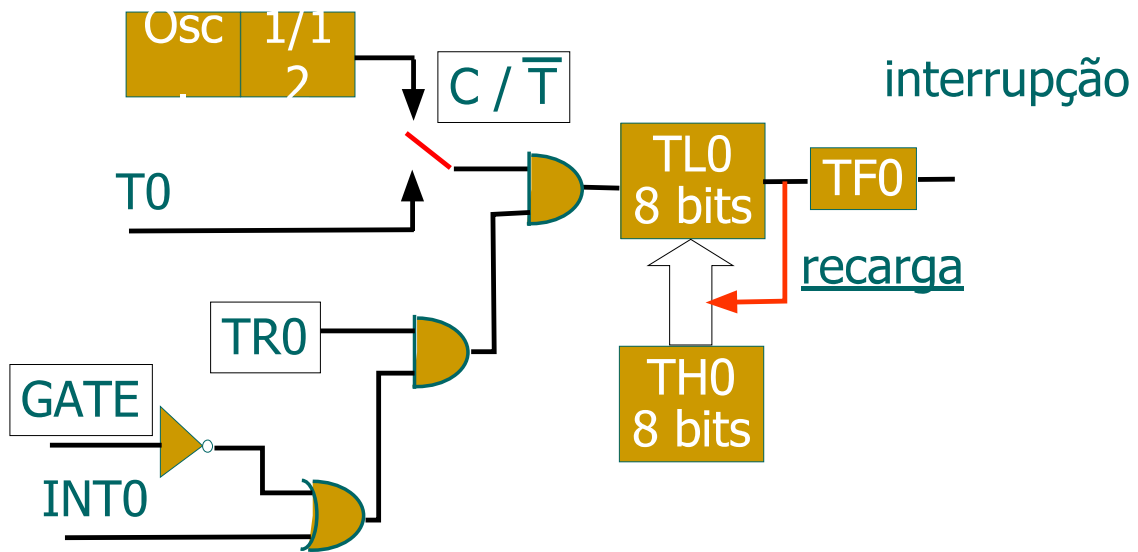 Osc
.
1/1
2
C / T
interrupção
T0
TL0
8 bits
TF0
recarga
TR0
TH0
8 bits
GATE
INT0